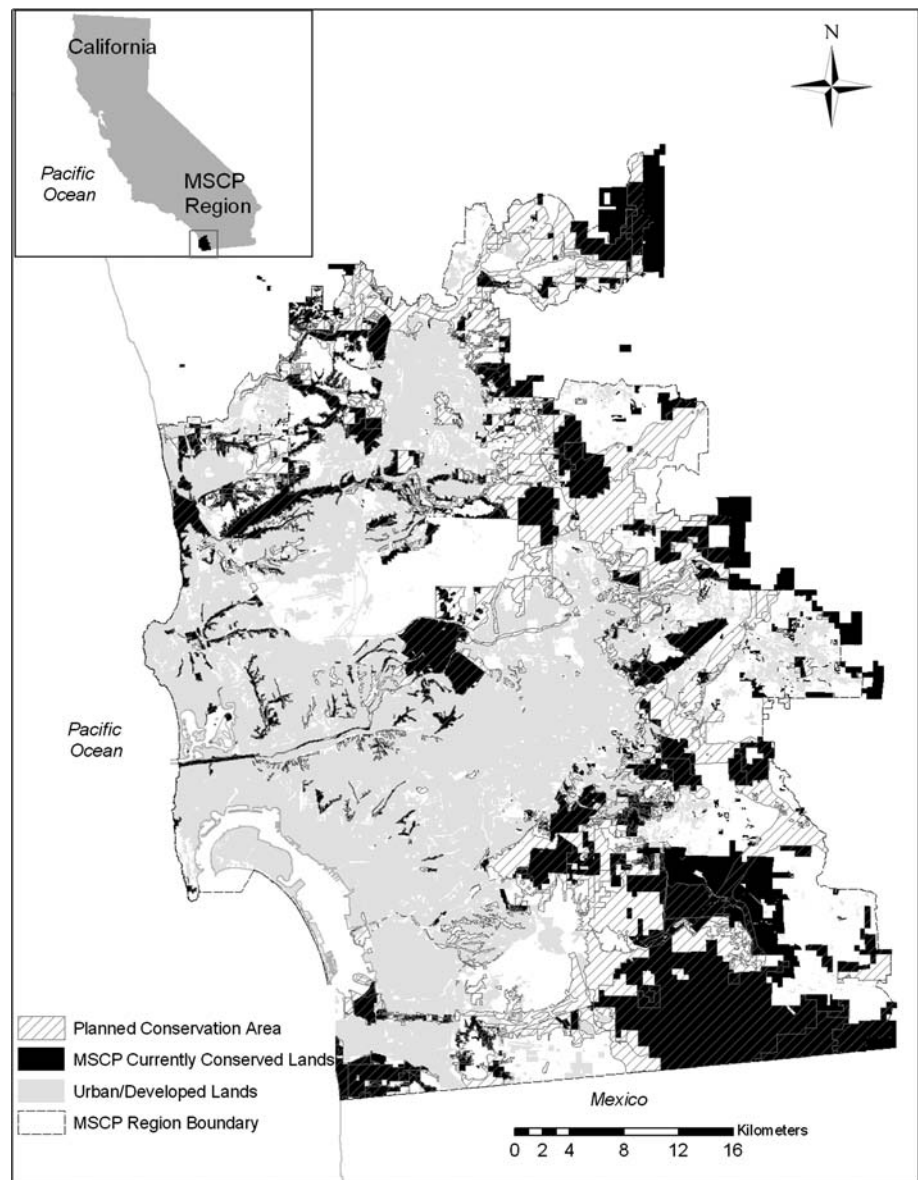 California
Pacific
Ocean
MSCP
Region
N
Pacific
Ocean
Planned Conservation Area
MSCP Currently Conserved Lands
Urban/Developed Lands
MSCP Region Boundary
Mexico
Kilometers
0 2 4 8 12 16